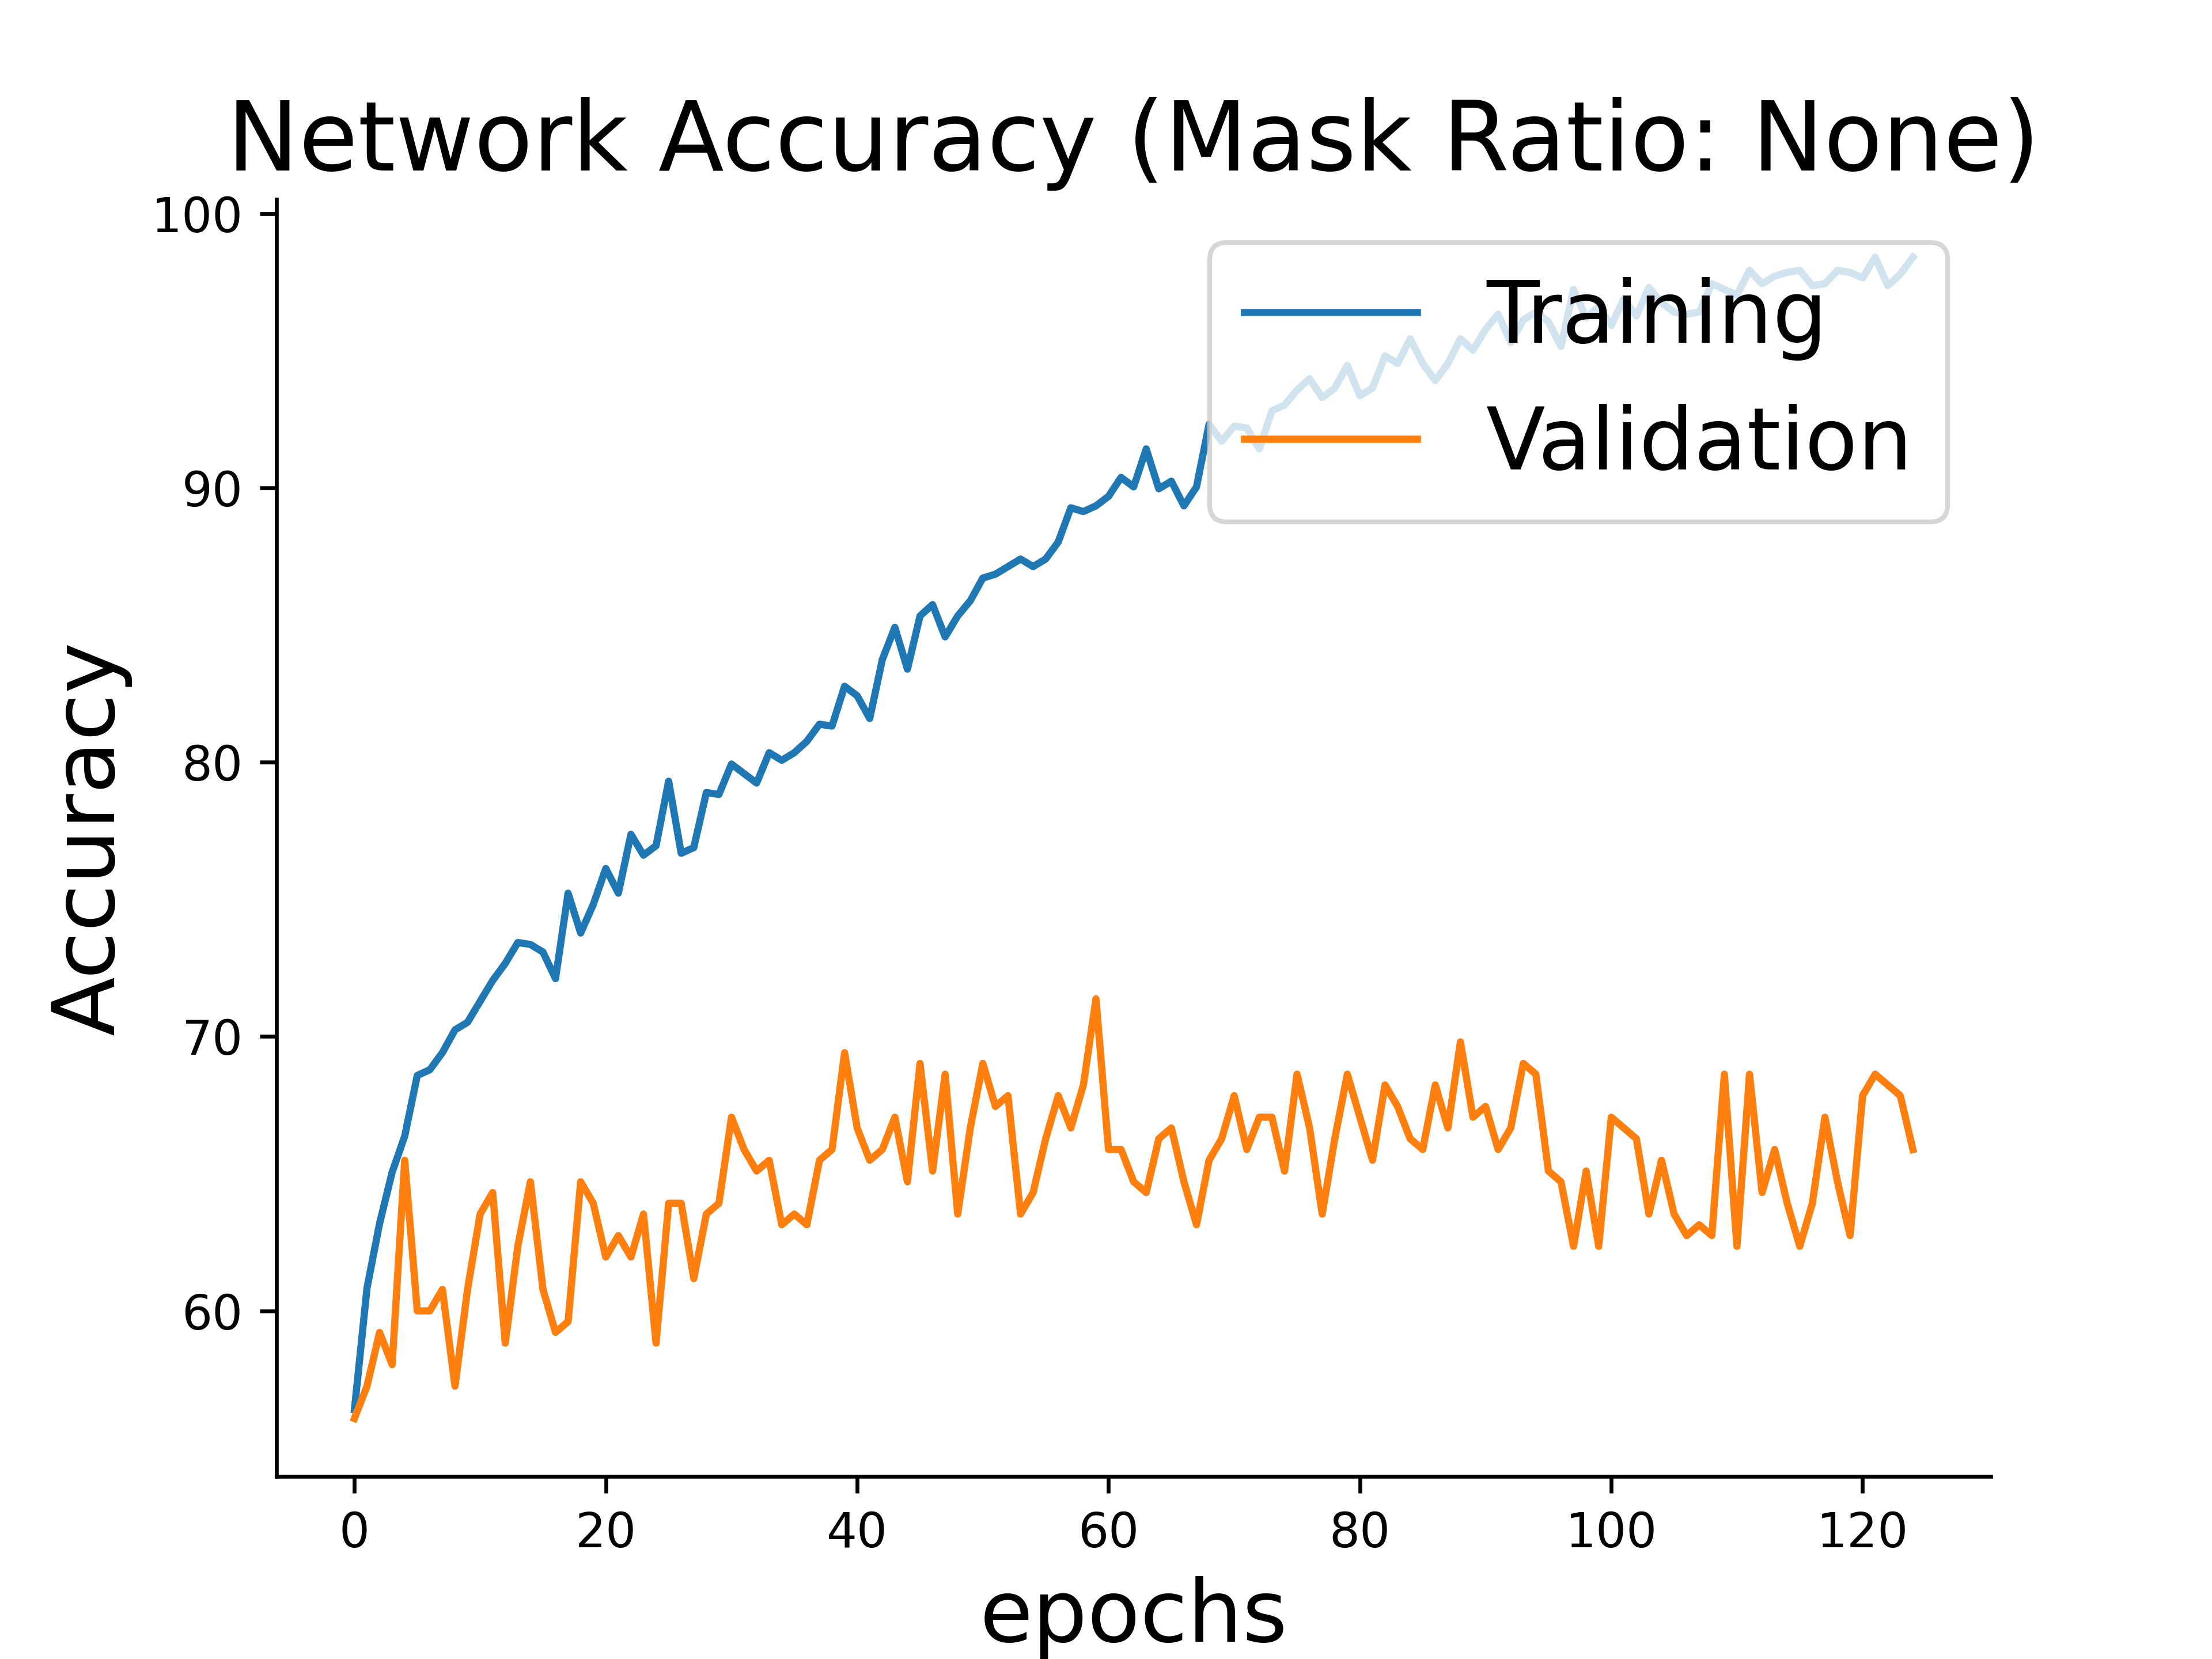 Network Accuracy (Mask Ratio: None)
100
90
80
70
60
Accuracy
Training
Validation
0 20 40 60 80 100 120
epochs